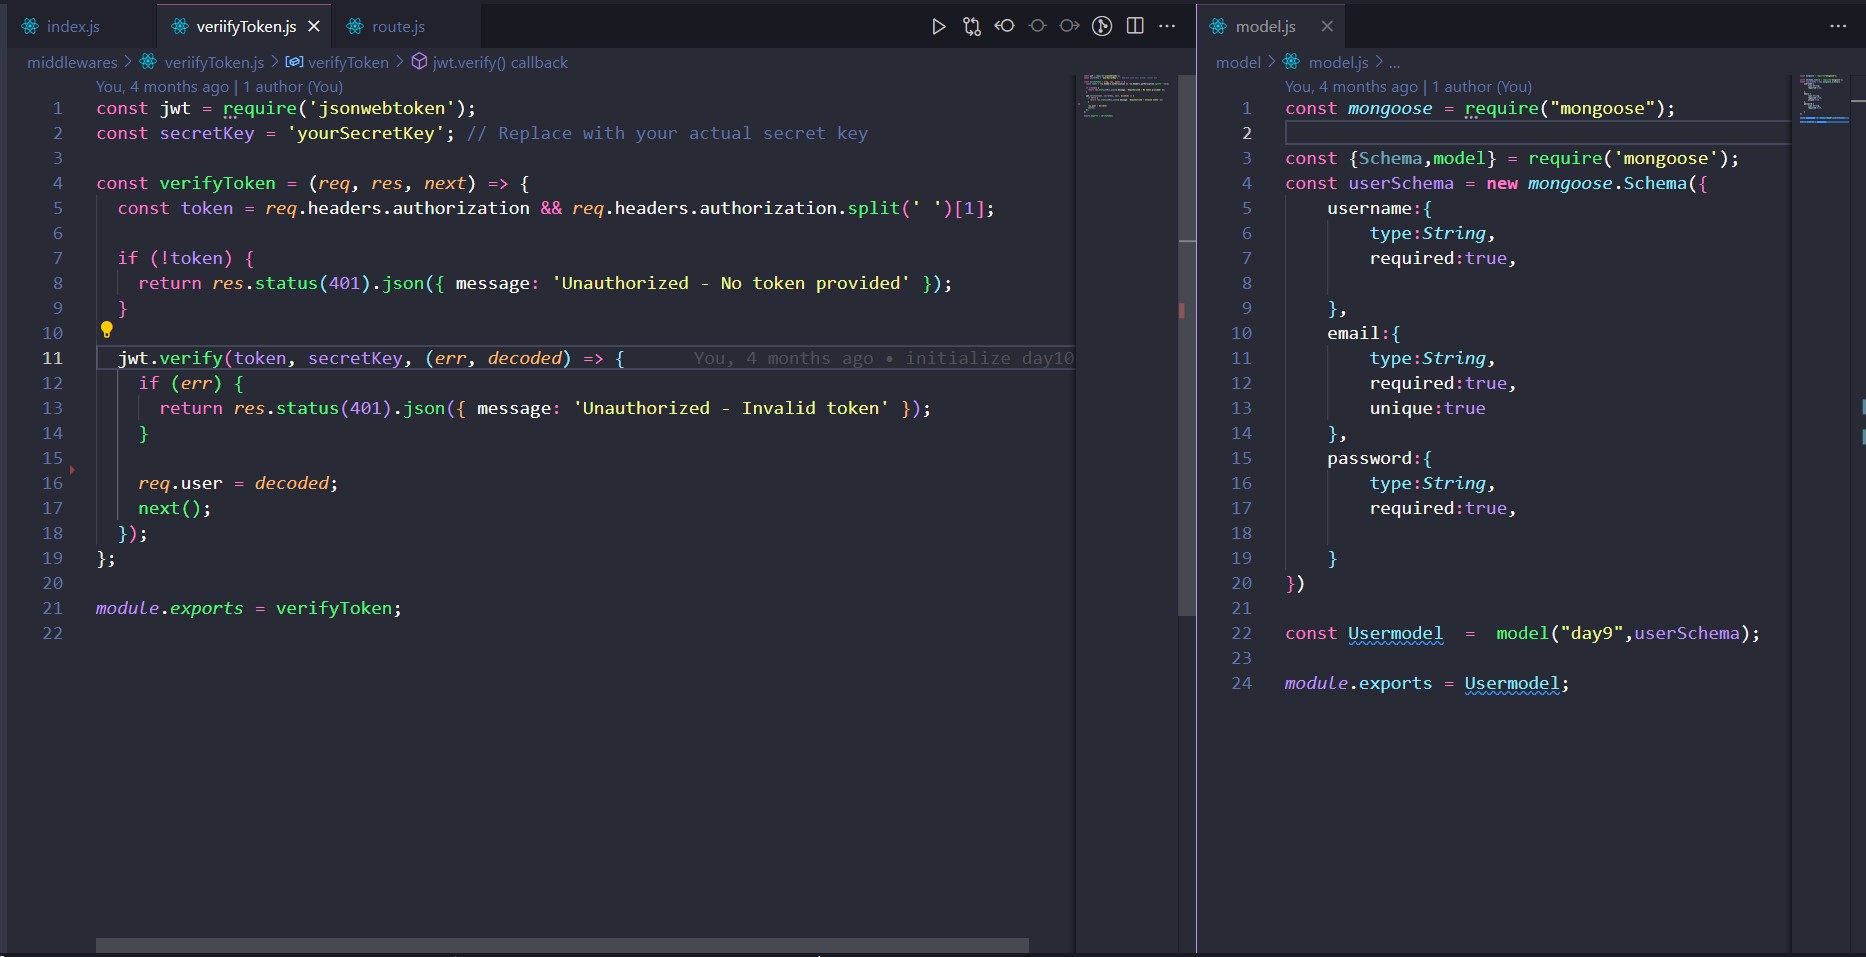 index.js
veriifyToken.js
route.js
middlewares > veriifyToken.js > verifyToken > jwt.verify() callback
You, 4 months ago | 1 author (You)
1 const jwt = require('jsonwebtoken');
2 const secretKey = 'yourSecretKey'; // Replace with your actual secret key
3
4 const verifyToken = (req, res, next) => {
5 const token = req.headers.authorization && req.headers.authorization.split(' ')[1];
6
7 if (!token) {
8 return res.status(401).json({ message: 'Unauthorized - No token provided' });
9 }
10
11 jwt.verify(token, secretKey, (err, decoded) => { You, 4 months ago • initialize day10
12 if (err) {
13 return res.status(401).json({ message: 'Unauthorized - Invalid token' });
14 }
15
16 req.user = decoded;
17 next();
18 });
19 };
20
21 module.exports = verifyToken;
22
model.js
model > model.js > ...
You, 4 months ago | 1 author (You)
1 const mongoose = require("mongoose");
2
3 const {Schema,model} = require('mongoose');
4 const userSchema = new mongoose.Schema({
5 username:{
6 type:String,
7 required:true,
8
9 },
10 email:{
11 type:String,
12 required:true,
13 unique:true
14 },
15 password:{
16 type:String,
17 required:true,
18
19 }
20 })
21
22 const Usermodel = model("day9",userSchema);
23
24 module.exports = Usermodel;